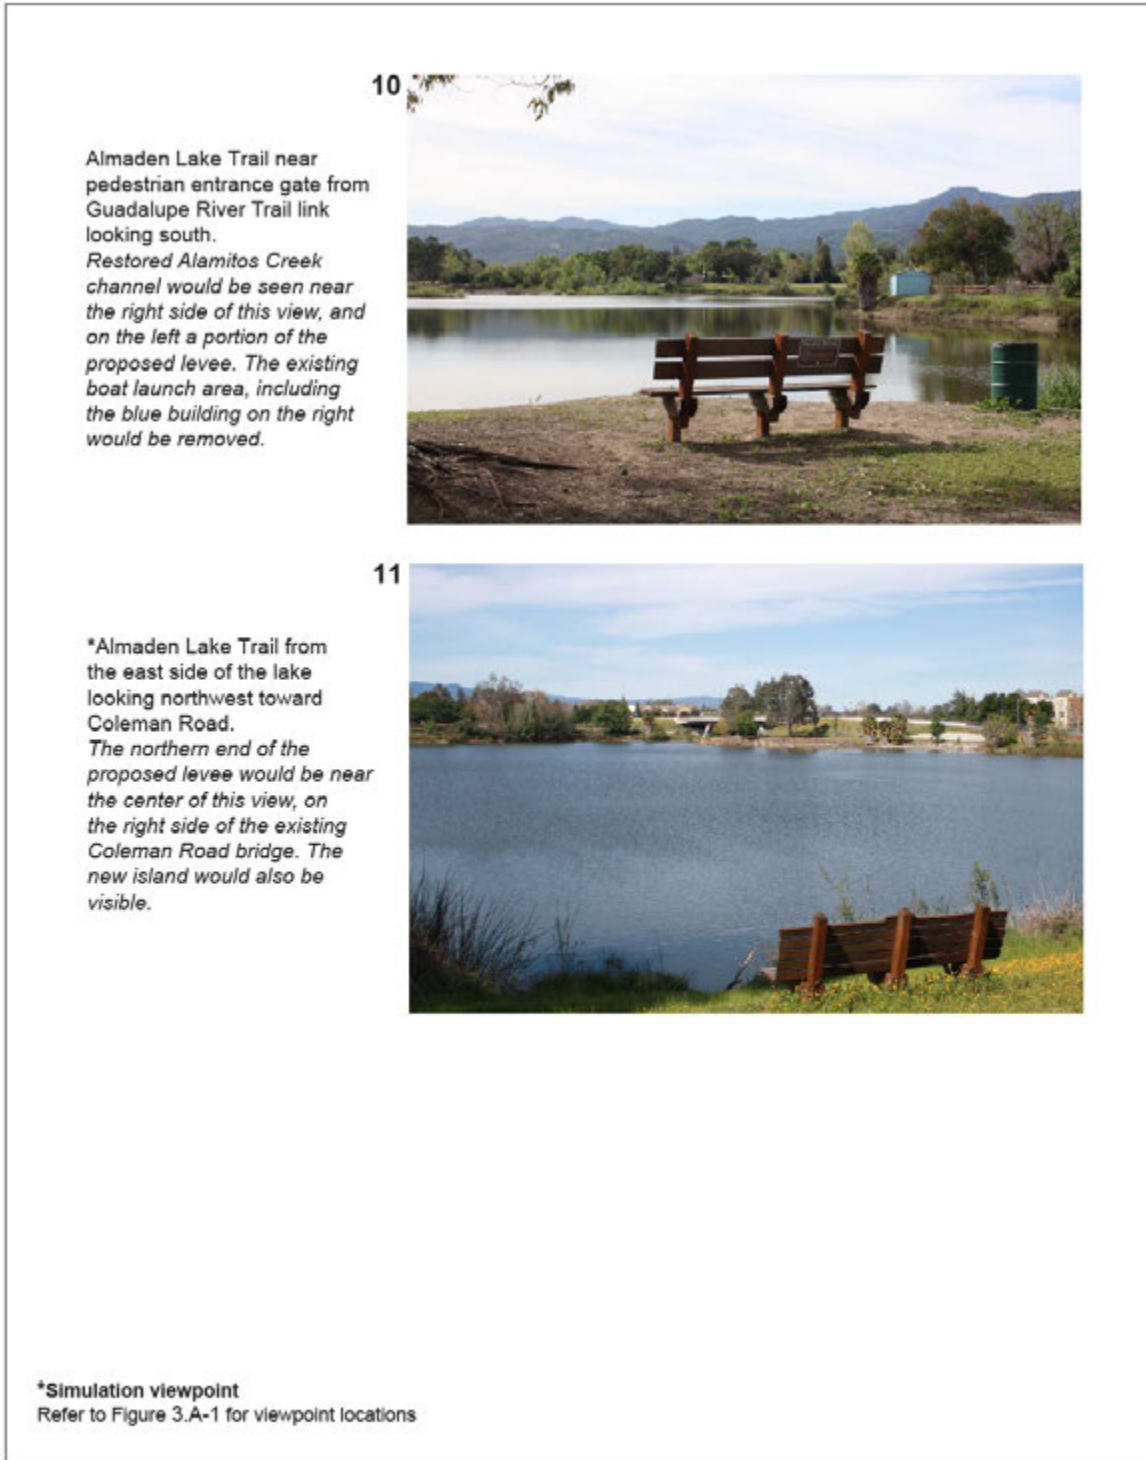 10
Almaden Lake Trail near
pedestrian entrance gate from
Guadalupe River Trail link
looking south.
Restored Alamitos Creek
channel would be seen near
the right side of this view, and
on the left a portion of the
proposed levee. The existing
boat launch area, including
the blue building on the right
would be removed.
11
*Almaden Lake Trail from
the east side of the lake
looking northwest toward
Coleman Road.
The northern end of the
proposed levee would be near
the center of this view, on
the right side of the existing
Coleman Road bridge. The
new island would also be
visible.
*Simulation viewpoint
Refer to Figure 3.A-1 for viewpoint locations